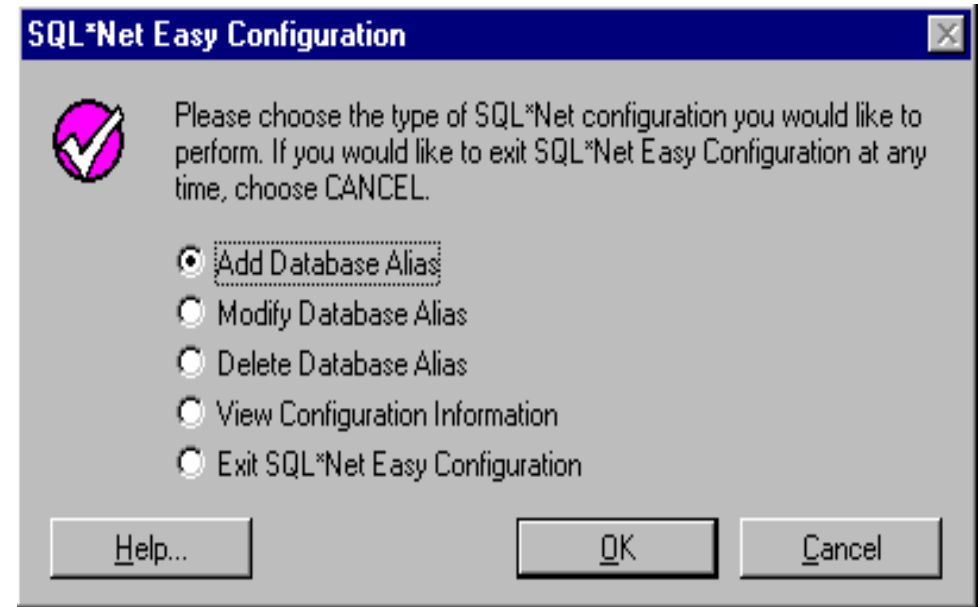 SQL*Net Easy Configuration
Please choose the type of SQL*Net configuration you would like to
perform. If you would like to exit SQL*Net Easy Configuration at any
time, choose CANCEL.
Add Database Alias
Modify Database Alias
Delete Database Alias
View Configuration Information
Exit SQL*Net Easy Configuration
Help... OK Cancel